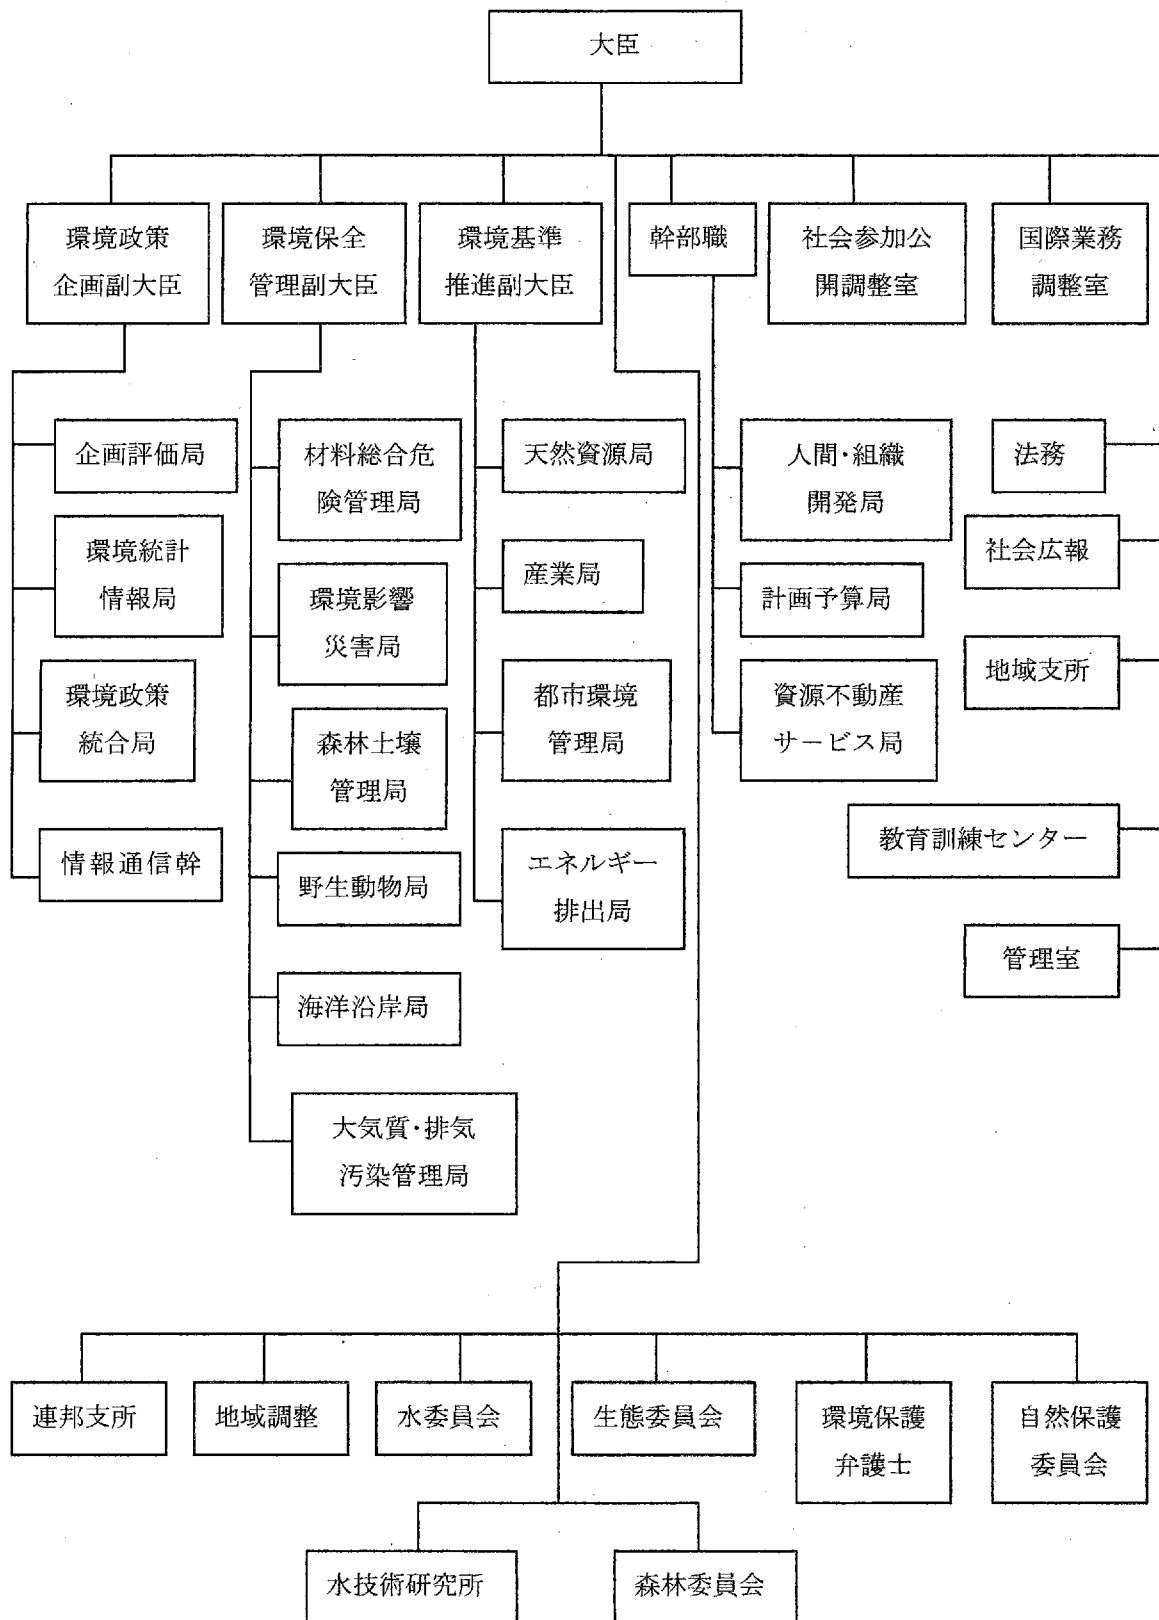 大臣
環境政策
企画副大臣
環境保全
管理副大臣
環境基準
推進副大臣
幹部職
社会参加公
開調整室
国際業務
調整室
企画評価局
環境統計
情報局
環境政策
統合局
情報通信幹
材料総合危
険管理局
環境影響
災害局
森林土壌
管理局
野生動物局
海洋沿岸局
大気質・排気
汚染管理局
天然資源局
産業局
都市環境
管理局
エネルギー
排出局
人間・組織
開発局
計画予算局
資源不動産
サービス局
法務
社会広報
地域支所
教育訓練センター
管理室
連邦支所
地域調整
水委員会
生態委員会
環境保護
弁護士
自然保護
委員会
水技術研究所
森林委員会